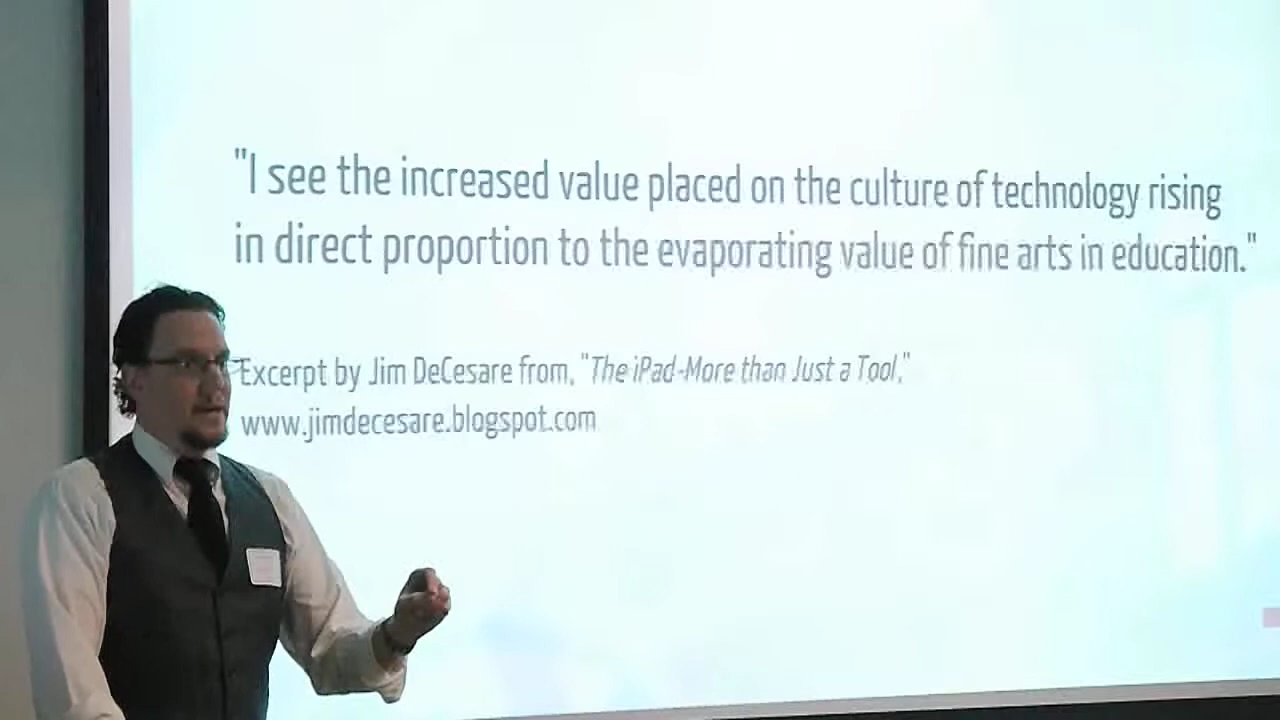 "I see the increased value placed on the culture of technology rising
in direct proportion to the evaporating value of fine arts in education."
Excerpt by Jim DeCesare from, "The iPad-More than Just a Tool,"
www.jimdecesare.blogspot.com